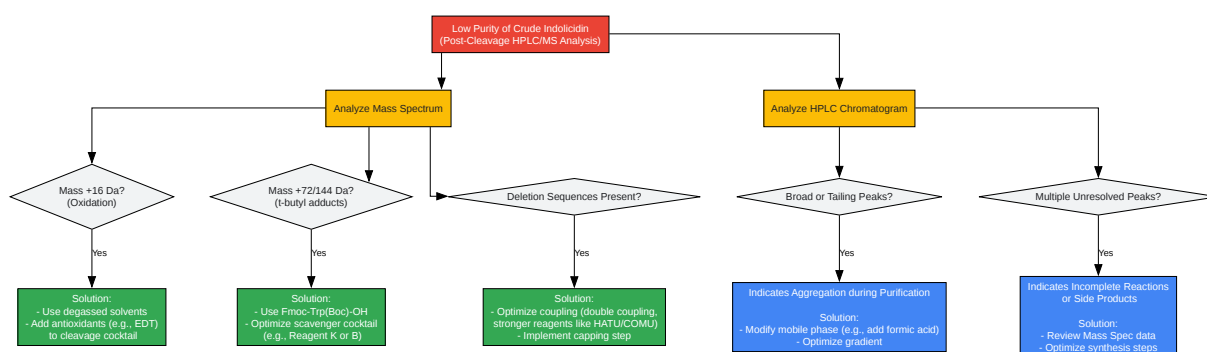 Low Purity of Crude Indolicidin
(Post-Cleavage HPLC/MS Analysis)
Analyze Mass Spectrum
Analyze HPLC Chromatogram
Mass +16 Da?
(Oxidation)
Mass +72/144 Da?
(t-butyl adducts)
Deletion Sequences Present?
Broad or Tailing Peaks?
Multiple Unresolved Peaks?
Yes
Yes
Yes
Yes
Yes
Solution:
- Use degassed solvents
- Add antioxidants (e.g., EDT)
to cleavage cocktail
Solution:
- Use Fmoc-Trp(Boc)-OH
- Optimize scavenger cocktail
(e.g., Reagent K or B)
Solution:
- Optimize coupling (double coupling,
stronger reagents like HATU/COMU)
- Implement capping step
Indicates Aggregation during Purification
Solution:
- Modify mobile phase (e.g., add formic acid)
- Optimize gradient
Indicates Incomplete Reactions
or Side Products
Solution:
- Review Mass Spec data
- Optimize synthesis steps